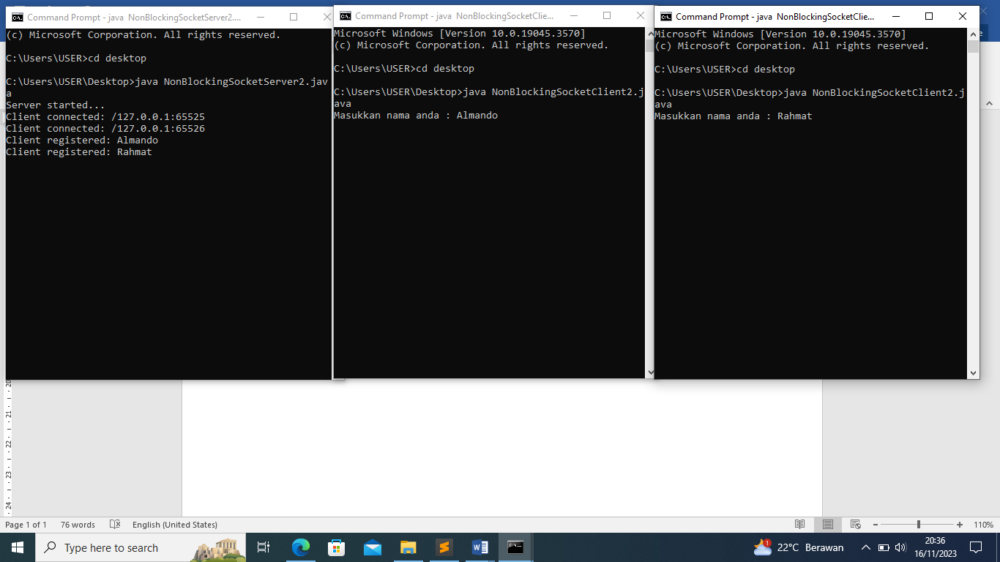 Command Prompt - java  NonBlockingSocketServer2....
(c) Microsoft Corporation. All rights reserved.
C:\Users\USER>cd desktop
C:\Users\USER\Desktop>java NonBlockingSocketServer2.jav
a
Server started...
Client connected: /127.0.0.1:65525
Client connected: /127.0.0.1:65526
Client registered: Almando
Client registered: Rahmat
Command Prompt - java  NonBlockingSocketClie...
Microsoft Windows [Version 10.0.19045.3570]
(c) Microsoft Corporation. All rights reserved.
C:\Users\USER>cd desktop
C:\Users\USER\Desktop>java NonBlockingSocketClient2.j
ava
Masukkan nama anda : Almando
Command Prompt - java  NonBlockingSocketClie...
Microsoft Windows [Version 10.0.19045.3570]
(c) Microsoft Corporation. All rights reserved.
C:\Users\USER>cd desktop
C:\Users\USER\Desktop>java NonBlockingSocketClient2.j
ava
Masukkan nama anda : Rahmat
21
22
23
24
Page 1 of 1 76 words English (United States) 110%
Type here to search
1
22°C Berawan
20:36
16/11/2023